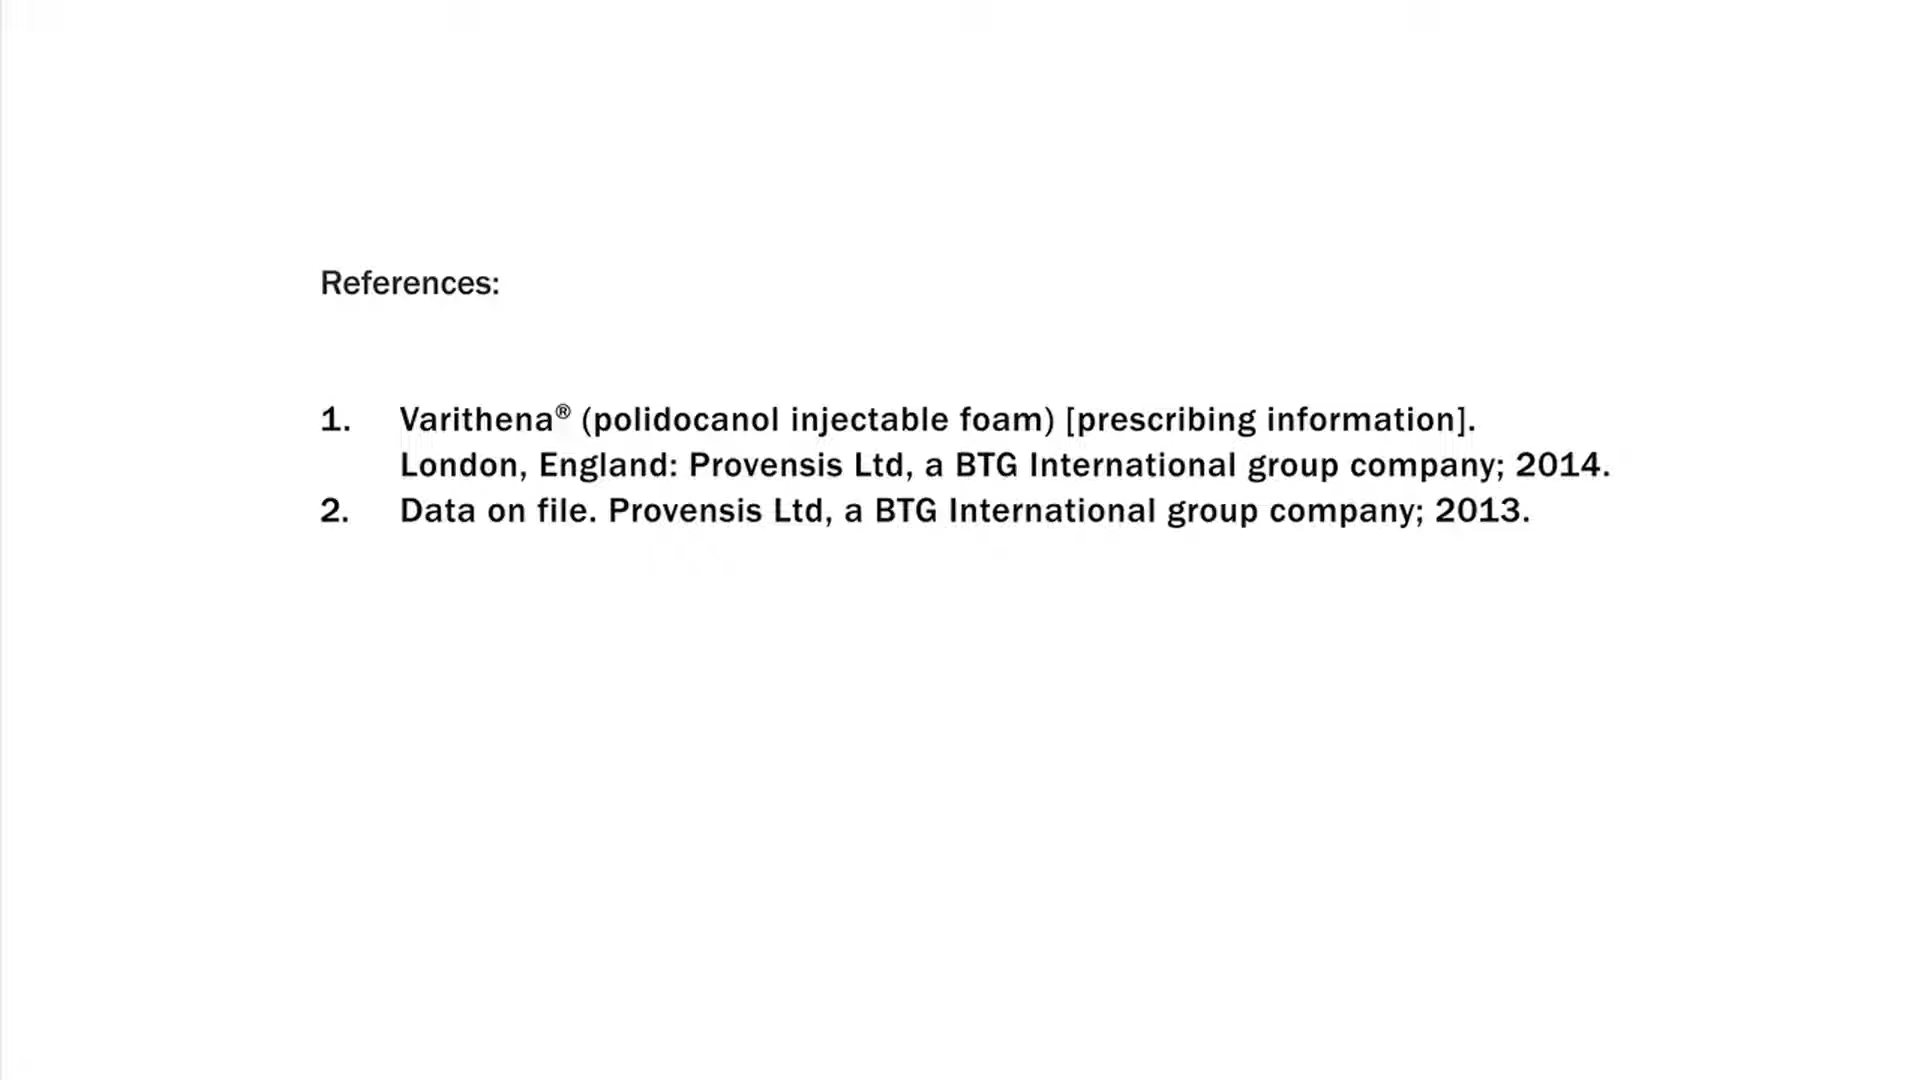 References:
1. Varithena® (polidocanol injectable foam) [prescribing information].
London, England: Provensis Ltd, a BTG International group company; 2014.
2. Data on file. Provensis Ltd, a BTG International group company; 2013.